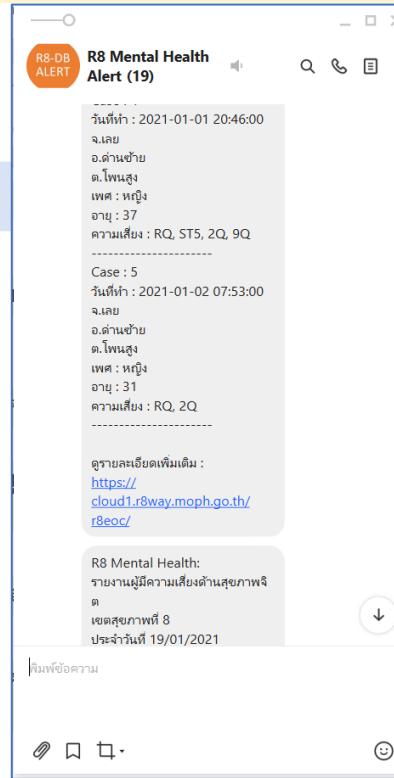 R8-DB
ALERT
R8 Mental Health
Alert (19)
วันที่ทำ : 2021-01-01 20:46:00
จ.เลย
อ.ด่านซ้าย
ต.โพนสูง
เพศ : หญิง
อายุ : 37
ความเสี่ยง : RQ, ST5, 2Q, 9Q
----------------------
Case : 5
วันที่ทำ : 2021-01-02 07:53:00
จ.เลย
อ.ด่านซ้าย
ต.โพนสูง
เพศ : หญิง
อายุ : 31
ความเสี่ยง : RQ, 2Q
----------------------
ดูรายละเอียดเพิ่มเติม :
https://
cloud1.r8way.moph.go.th/
r8eoc/
R8 Mental Health:
รายงานผู้มีความเสี่ยงด้านสุขภาพจิ
ต
เขตสุขภาพที่ 8
ประจำวันที่ 19/01/2021
พิมพ์ข้อความ